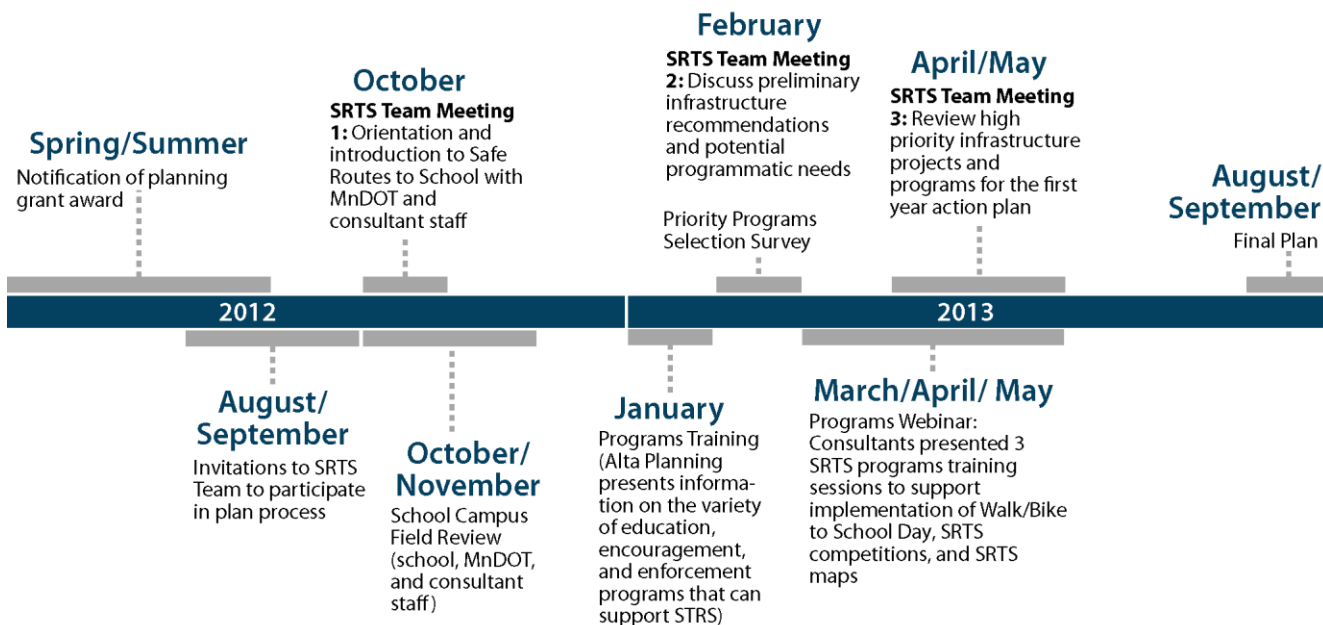 Spring/Summer
Notification of planning
grant award
October
SRTS Team Meeting
1: Orientation and
introduction to Safe
Routes to School with
MnDOT and
consultant staff
February
SRTS Team Meeting
2: Discuss preliminary
infrastructure
recommendations
and potential
programmatic needs
Priority Programs
Selection Survey
April/May
SRTS Team Meeting
3: Review high
priority infrastructure
projects and
programs for the first
year action plan
August/
September
Final Plan
2012
2013
August/
September
Invitations to SRTS
Team to participate
in plan process
October/
November
School Campus
Field Review
(school, MnDOT,
and consultant
staff)
January
Programs Training
(Alta Planning
presents informa-
tion on the variety
of education,
encouragement,
and enforcement
programs that can
support STRS)
March/April/ May
Programs Webinar:
Consultants presented 3
SRTS programs training
sessions to support
implementation of Walk/Bike
to School Day, SRTS
competitions, and SRTS
maps